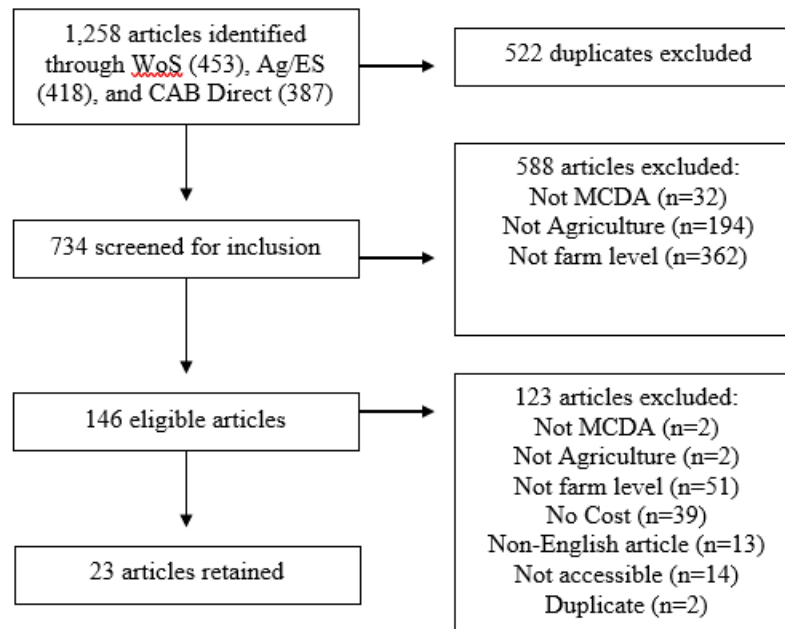 1,258 articles identified
through WoS (453), Ag/ES
(418), and CAB Direct (387)
522 duplicates excluded
588 articles excluded:
Not MCDA (n=32)
Not Agriculture (n=194)
Not farm level (n=362)
734 screened for inclusion
146 eligible articles
123 articles excluded:
Not MCDA (n=2)
Not Agriculture (n=2)
Not farm level (n=51)
No Cost (n=39)
Non-English article (n=13)
Not accessible (n=14)
Duplicate (n=2)
23 articles retained